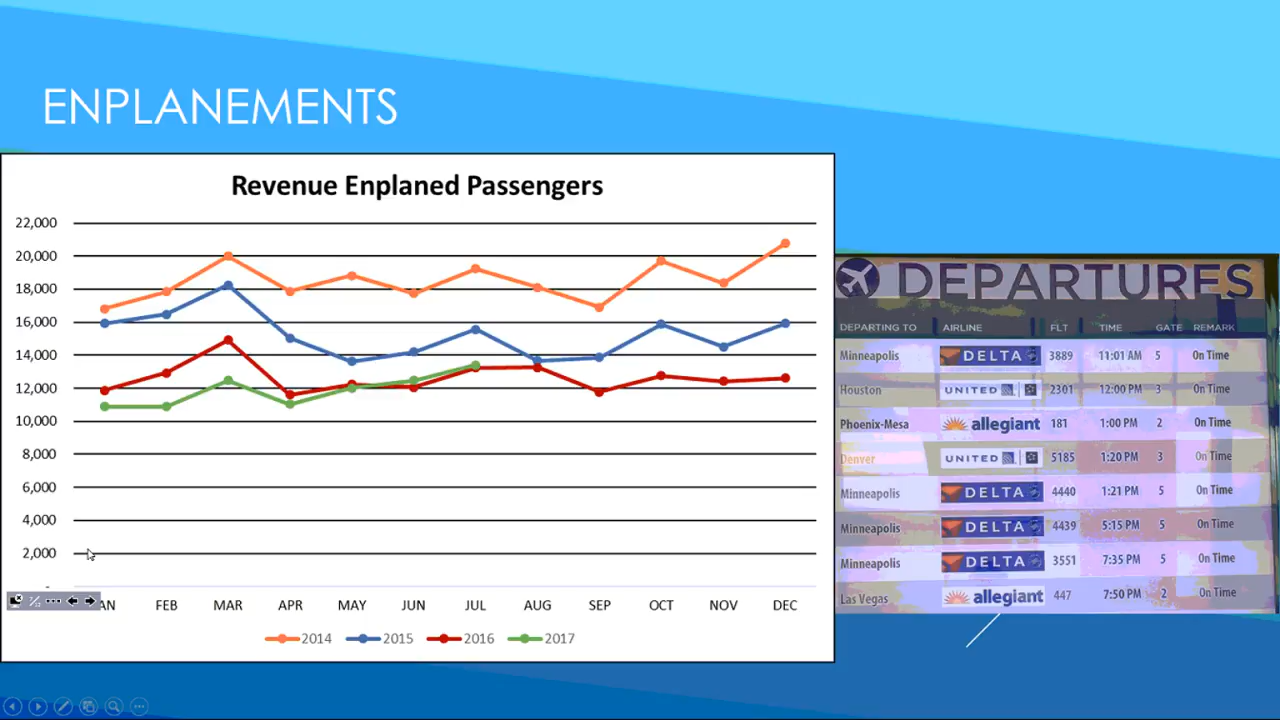 ENPLANEMENTS
Revenue Enplaned Passengers
22,000
20,000
18,000
16,000
14,000
12,000
10,000
8,000
6,000
4,000
2,000
-
AN FEB MAR APR MAY JUN JUL AUG SEP OCT NOV DEC
2014 2015 2016 2017
DEPARTURES
DEPARTING TO AIRLINE FLT TIME GATE REMARK
Minneapolis DELTA 3889 11:01 AM 5 On Time
Houston UNITED 2301 12:00 PM 3 On Time
Phoenix-Mesa allegiant 181 1:00 PM 2 On Time
Denver UNITED 5185 1:20 PM 3 On Time
Minneapolis DELTA 4440 1:21 PM 5 On Time
Minneapolis DELTA 4439 5:15 PM 5 On Time
Minneapolis DELTA 3551 7:35 PM 5 On Time
Las Vegas allegiant 447 7:50 PM 2 On Time